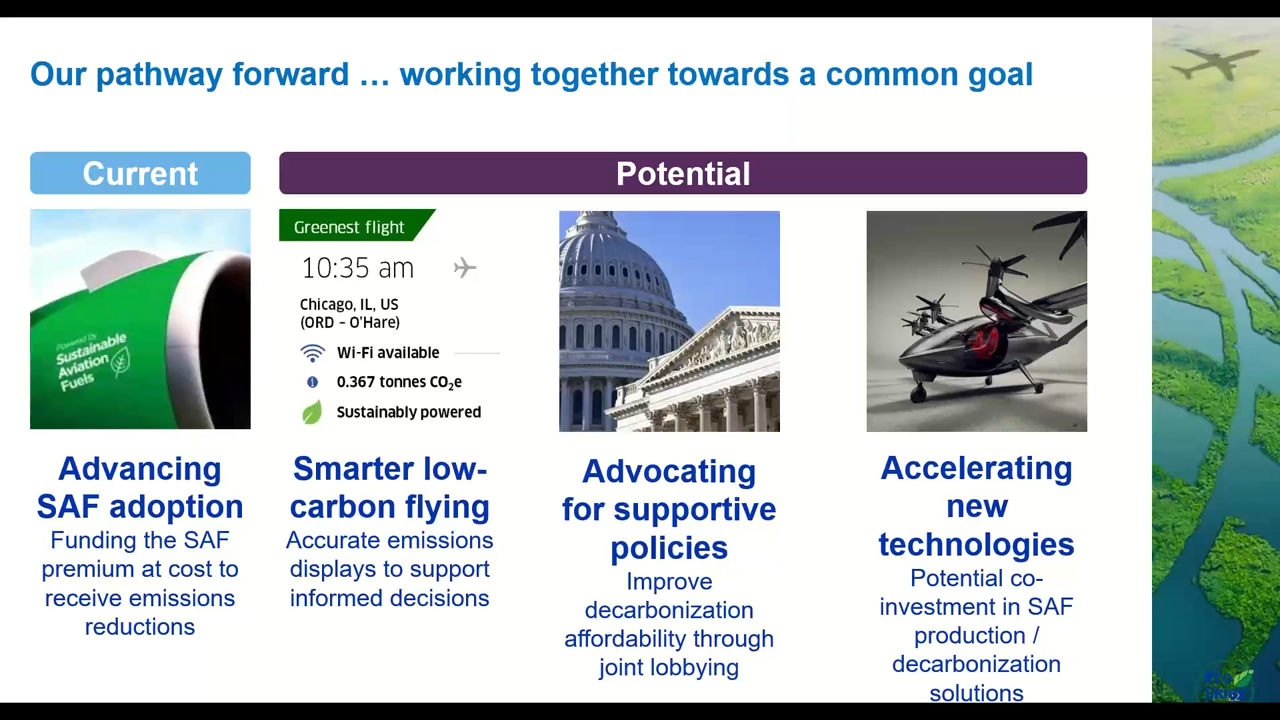 Our pathway forward … working together towards a common goal
Current
Potential
Powered by
Sustainable
Aviation
Fuels
Greenest flight
10:35 am
Chicago, IL, US
(ORD – O'Hare)
Wi-Fi available
0.367 tonnes CO₂e
Sustainably powered
Advancing
SAF adoption
Funding the SAF
premium at cost to
receive emissions
reductions
Smarter low-
carbon flying
Accurate emissions
displays to support
informed decisions
Advocating
for supportive
policies
Improve
decarbonization
affordability through
joint lobbying
Accelerating
new
technologies
Potential co-
investment in SAF
production /
decarbonization
solutions